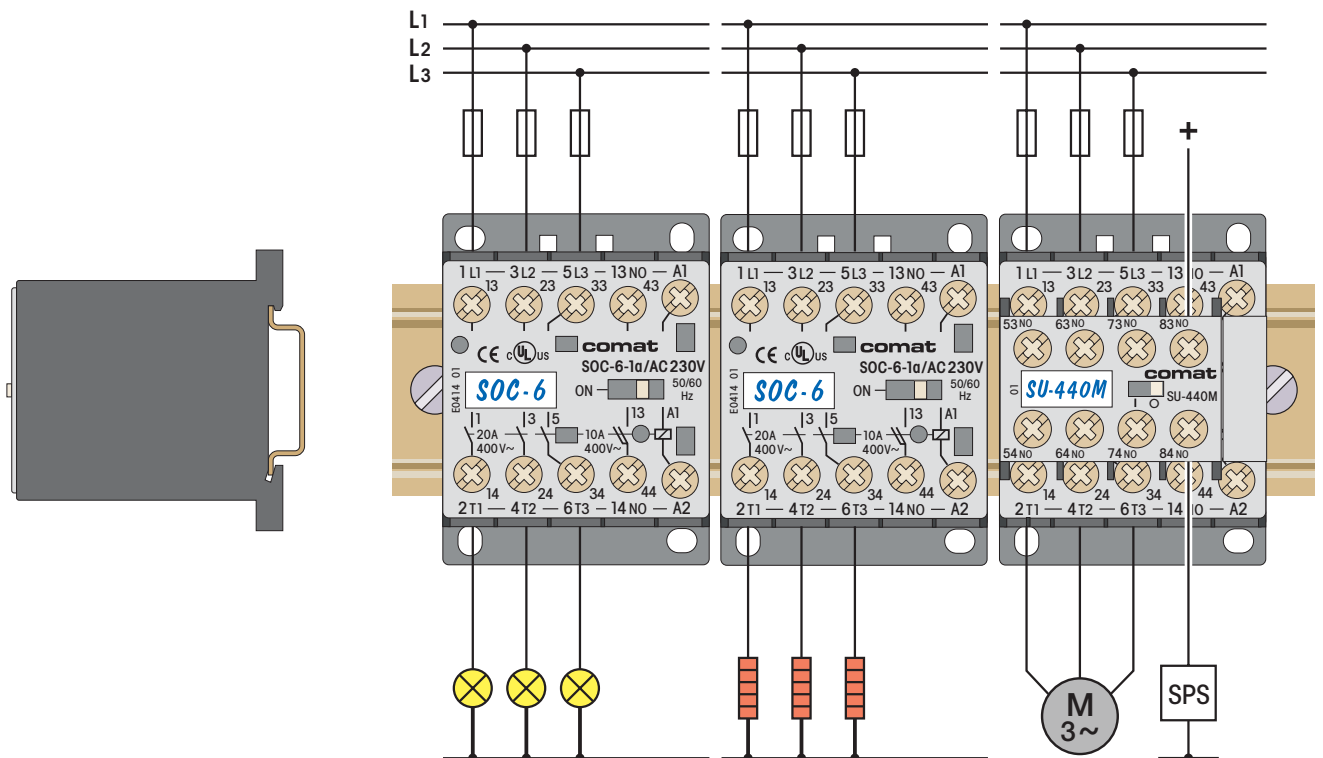 L1
L2
L3
+
1 L1 — 3 L2 — 5 L3 — 13 NO — A1
13 23 33 43
CE c UL US comat
SOC-6-1a/AC 230V
E0414 01
SOC-6
ON 50/60 Hz
1 3 5 13 A1
20A 10A
400V~ 400V~
14 24 34 44
2 T1 — 4 T2 — 6 T3 — 14 NO — A2
1 L1 — 3 L2 — 5 L3 — 13 NO — A1
13 23 33 43
CE c UL US comat
SOC-6-1a/AC 230V
E0414 01
SOC-6
ON 50/60 Hz
1 3 5 13 A1
20A 10A
400V~ 400V~
14 24 34 44
2 T1 — 4 T2 — 6 T3 — 14 NO — A2
1 L1 — 3 L2 — 5 L3 — 13 NO — A1
13 23 33 43
53 NO 63 NO 73 NO 83 NO
comat
01
SU-440M
SU-440M
54 NO 64 NO 74 NO 84 NO
14 24 34 44
2 T1 — 4 T2 — 6 T3 — 14 NO — A2
M
3~
SPS